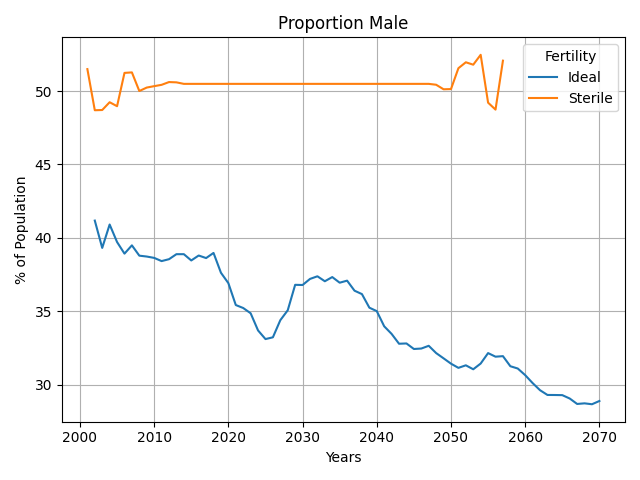 Proportion Male
Fertility
Ideal
Sterile
% of Population
50
45
40
35
30
2000 2010 2020 2030 2040 2050 2060 2070
Years